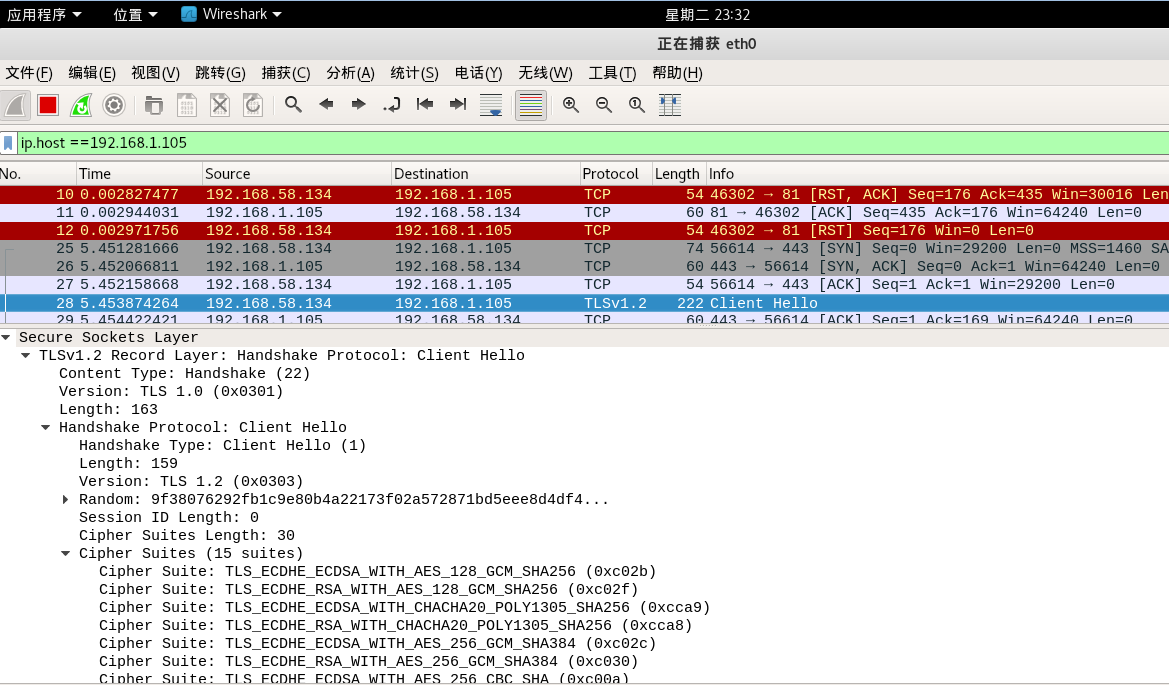 应用程序 位置 Wireshark 星期二 23:32
正在捕获 eth0
文件(F) 编辑(E) 视图(V) 跳转(G) 捕获(C) 分析(A) 统计(S) 电话(Y) 无线(W) 工具(T) 帮助(H)
ip.host ==192.168.1.105
No. Time Source Destination Protocol Length Info
10 0.002827477 192.168.58.134 192.168.1.105 TCP 54 46302 → 81 [RST, ACK] Seq=176 Ack=435 Win=30016 Len
11 0.002944031 192.168.1.105 192.168.58.134 TCP 60 81 → 46302 [ACK] Seq=435 Ack=176 Win=64240 Len=0
12 0.002971756 192.168.58.134 192.168.1.105 TCP 54 46302 → 81 [RST] Seq=176 Win=0 Len=0
25 5.451281666 192.168.58.134 192.168.1.105 TCP 74 56614 → 443 [SYN] Seq=0 Win=29200 Len=0 MSS=1460 SA
26 5.452066811 192.168.1.105 192.168.58.134 TCP 60 443 → 56614 [SYN, ACK] Seq=0 Ack=1 Win=64240 Len=0
27 5.452158668 192.168.58.134 192.168.1.105 TCP 54 56614 → 443 [ACK] Seq=1 Ack=1 Win=29200 Len=0
28 5.453874264 192.168.58.134 192.168.1.105 TLSv1.2 222 Client Hello
29 5.454422421 192.168.1.105 192.168.58.134 TCP 60 443 → 56614 [ACK] Seq=1 Ack=169 Win=64240 Len=0
Secure Sockets Layer
TLSv1.2 Record Layer: Handshake Protocol: Client Hello
Content Type: Handshake (22)
Version: TLS 1.0 (0x0301)
Length: 163
Handshake Protocol: Client Hello
Handshake Type: Client Hello (1)
Length: 159
Version: TLS 1.2 (0x0303)
Random: 9f38076292fb1c9e80b4a22173f02a572871bd5eee8d4df4...
Session ID Length: 0
Cipher Suites Length: 30
Cipher Suites (15 suites)
Cipher Suite: TLS_ECDHE_ECDSA_WITH_AES_128_GCM_SHA256 (0xc02b)
Cipher Suite: TLS_ECDHE_RSA_WITH_AES_128_GCM_SHA256 (0xc02f)
Cipher Suite: TLS_ECDHE_ECDSA_WITH_CHACHA20_POLY1305_SHA256 (0xcca9)
Cipher Suite: TLS_ECDHE_RSA_WITH_CHACHA20_POLY1305_SHA256 (0xcca8)
Cipher Suite: TLS_ECDHE_ECDSA_WITH_AES_256_GCM_SHA384 (0xc02c)
Cipher Suite: TLS_ECDHE_RSA_WITH_AES_256_GCM_SHA384 (0xc030)
Cipher Suite: TLS_ECDHE_ECDSA_WITH_AES_256_CBC_SHA (0xc00a)